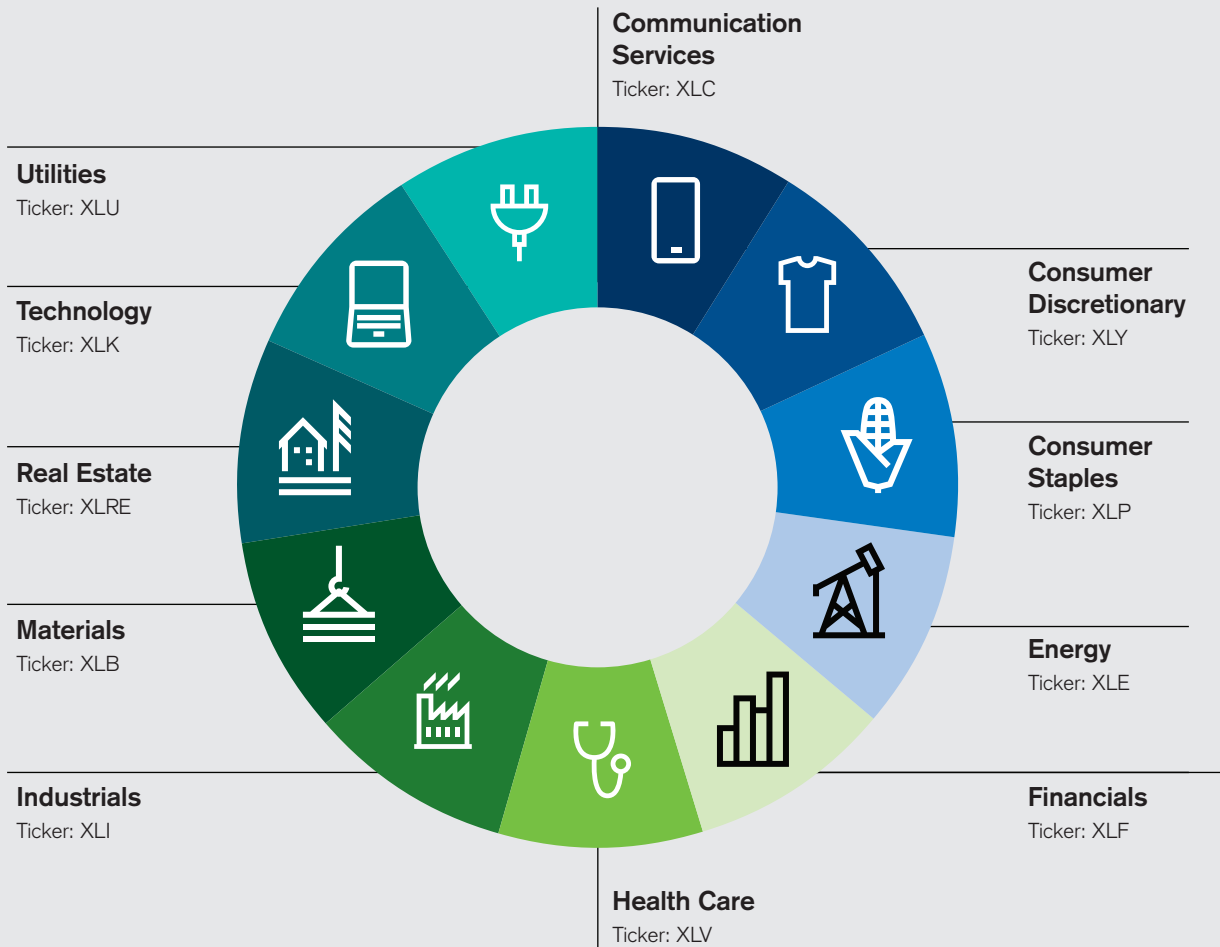 Communication
Services
Ticker: XLC
Consumer
Discretionary
Ticker: XLY
Consumer
Staples
Ticker: XLP
Energy
Ticker: XLE
Financials
Ticker: XLF
Health Care
Ticker: XLV
Industrials
Ticker: XLI
Materials
Ticker: XLB
Real Estate
Ticker: XLRE
Technology
Ticker: XLK
Utilities
Ticker: XLU